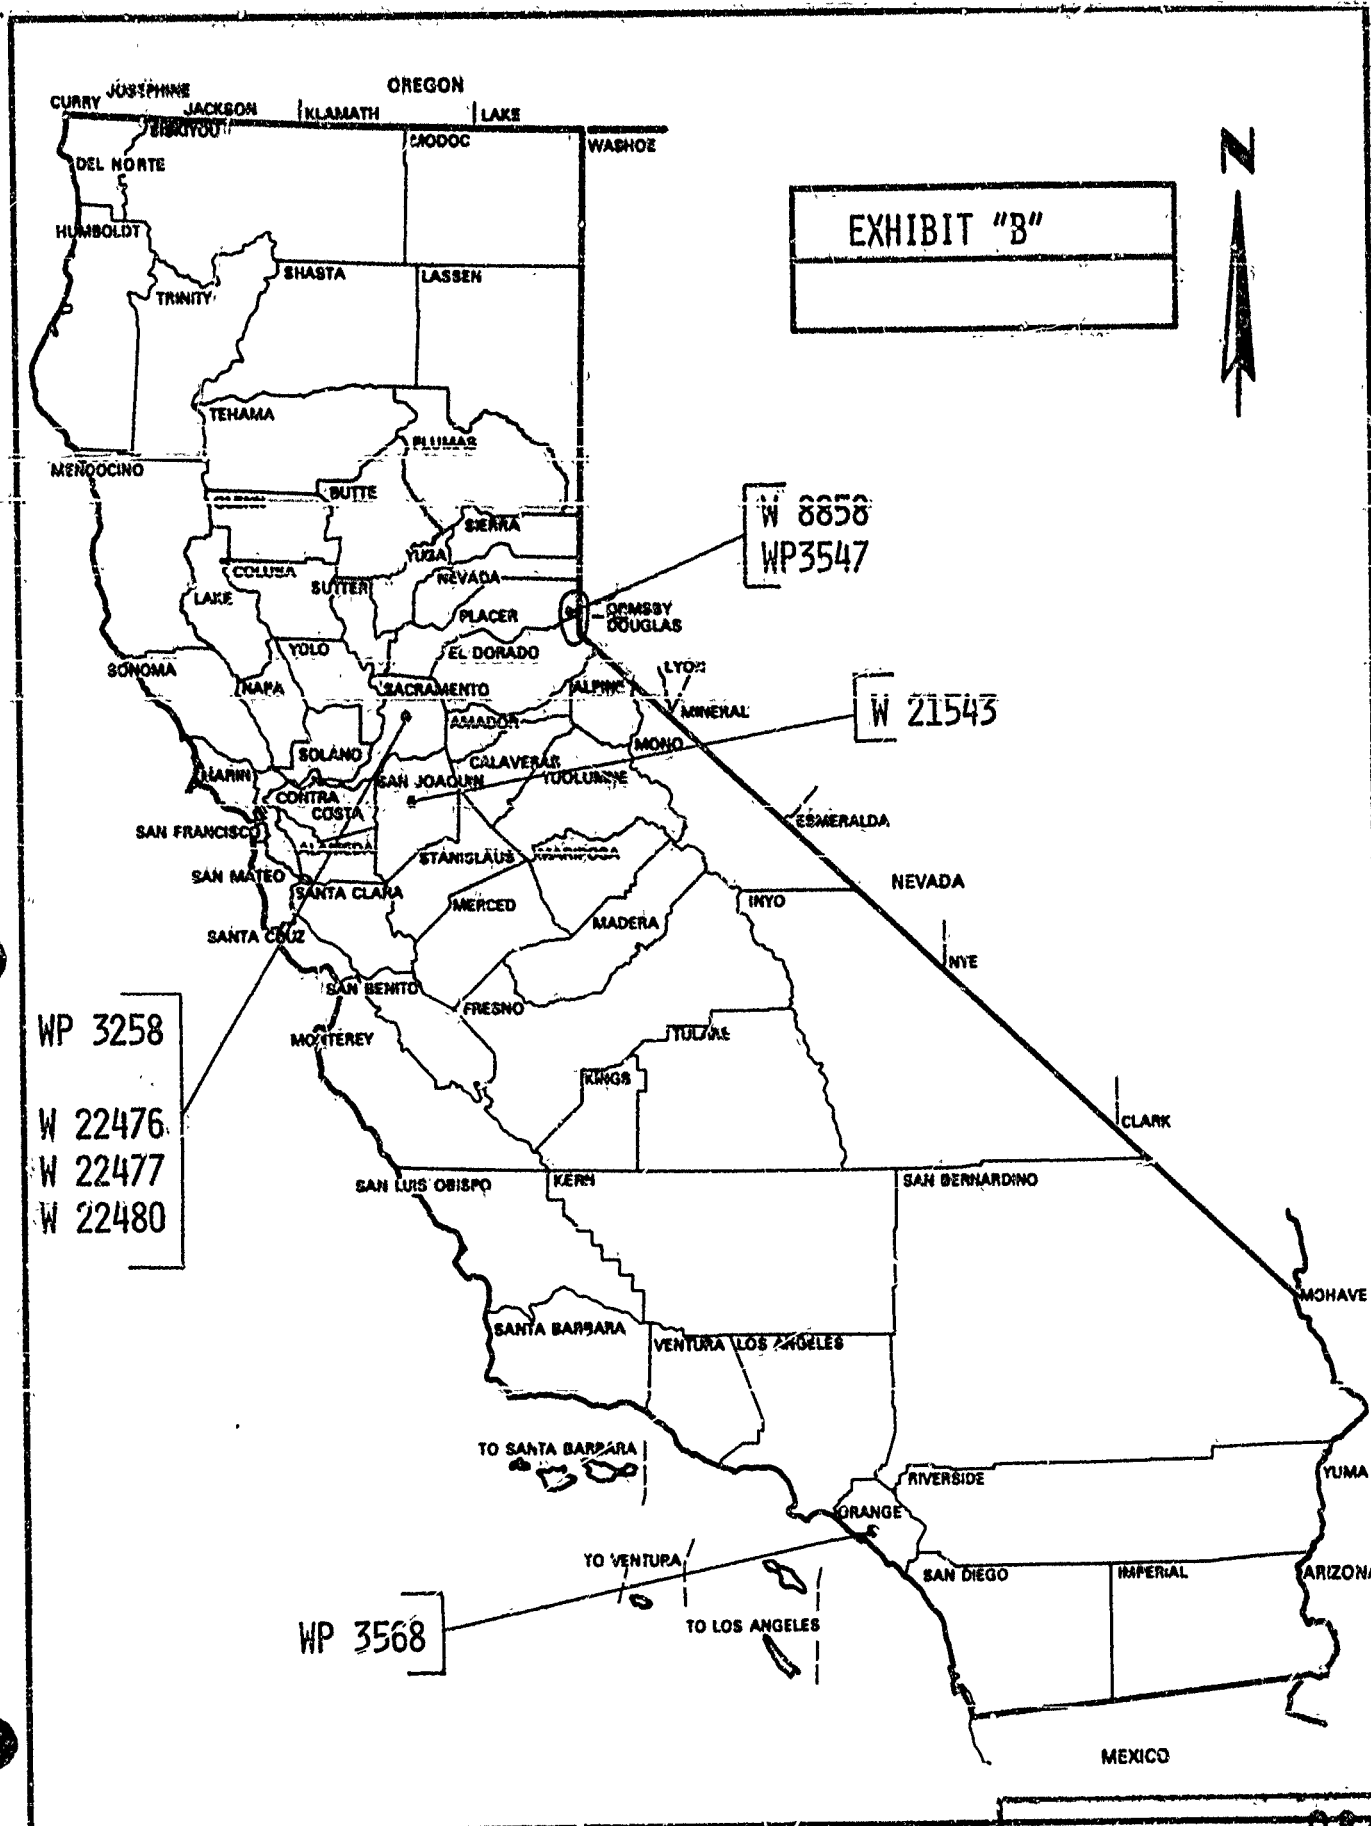 OREGON
CURRY
JOSEPHINE
JACKSON
KLAMATH
LAKE
SISKIYOU
MODOC
WASHOE
DEL NORTE
N
HUMBOLDT
EXHIBIT "B"
SHASTA
LASSEN
TRINITY
TEHAMA
PLUMAS
MENDOCINO
BUTTE
GLENN
W 8858
WP3547
SIERRA
YUBA
COLUSA
SUTTER
NEVADA
LAKE
PLACER
ORMSBY
DOUGLAS
YOLO
EL DORADO
SONOMA
NAPA
SACRAMENTO
ALPINE
LYON
MINERAL
W 21543
AMADOR
MONO
SOLANO
CALAVERAS
MARIN
SAN JOAQUIN
TUOLUMNE
CONTRA
COSTA
ESMERALDA
SAN FRANCISCO
ALAMEDA
STANISLAUS
MARIPOSA
SAN MATEO
SANTA CLARA
NEVADA
INYO
MERCED
MADERA
SANTA CRUZ
NYE
SAN BENITO
FRESNO
WP 3258
W 22476
W 22477
W 22480
MONTEREY
TULARE
KINGS
CLARK
SAN LUIS OBISPO
KERN
SAN BERNARDINO
MOHAVE
SANTA BARBARA
VENTURA
LOS ANGELES
TO SANTA BARBARA
RIVERSIDE
YUMA
ORANGE
TO VENTURA
SAN DIEGO
IMPERIAL
ARIZONA
TO LOS ANGELES
WP 3568
MEXICO